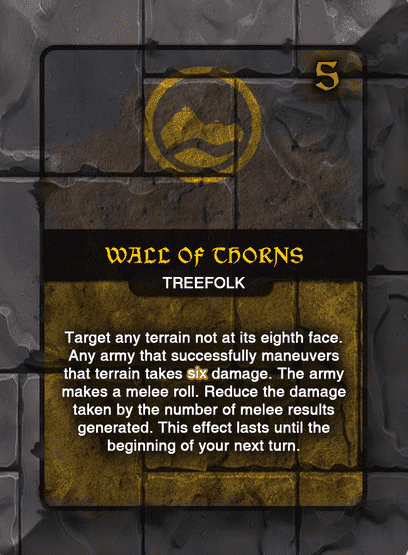 5
WALL OF THORNS
TREEFOLK
Target any terrain not at its eighth face.
Any army that successfully maneuvers
that terrain takes six damage. The army
makes a melee roll. Reduce the damage
taken by the number of melee results
generated. This effect lasts until the
beginning of your next turn.